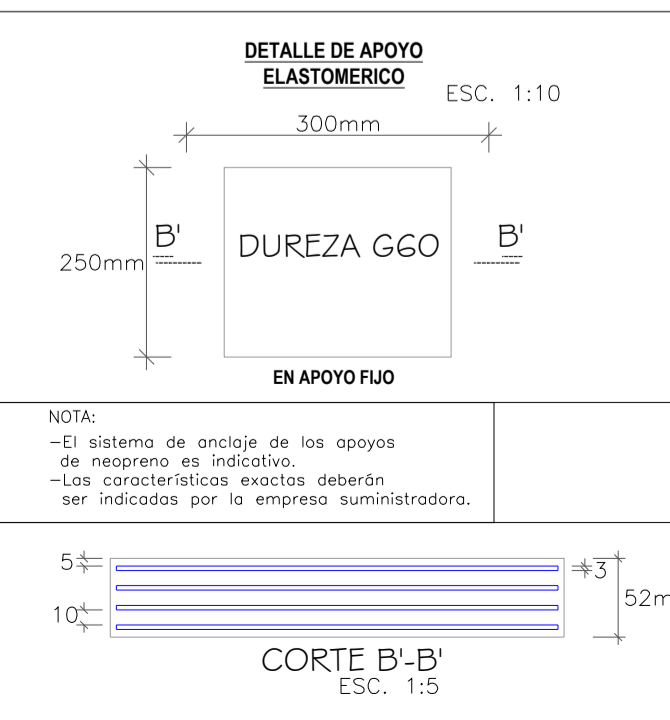 DETALLE DE APOYO
ELASTOMERICO
ESC. 1:10
300mm
B' B'
DUREZA G60
250mm
EN APOYO FIJO
NOTA:
-El sistema de anclaje de los apoyos
de neopreno es indicativo.
-Las características exactas deberán
ser indicadas por la empresa suministradora.
5
3
52m
10
CORTE B'-B'
ESC. 1:5